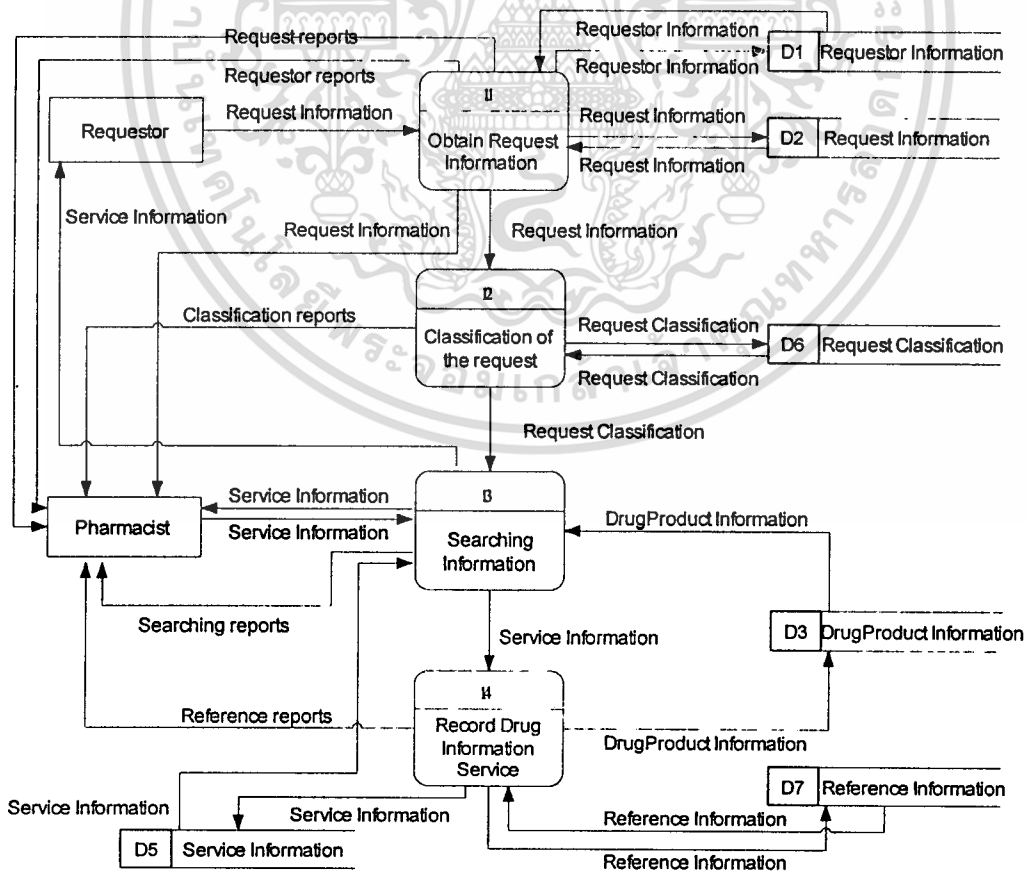 Requestor Information
Request reports
D1 Requestor Information
Requestor Information
Requestor reports
Request Information
Requestor
Obtain Request
Information
Request Information
D2 Request Information
Request Information
Service Information
Request Information
Request Information
Classification reports
Classification of
the request
Request Classification
D6 Request Classification
Request Classification
Request Classification
Service Information
Pharmacist
Service Information
Searching
Information
DrugProduct Information
Searching reports
Service Information
D3 DrugProduct Information
Reference reports
Record Drug
Information
Service
DrugProduct Information
D7 Reference Information
Service Information
Service Information
Reference Information
D5 Service Information
Reference Information